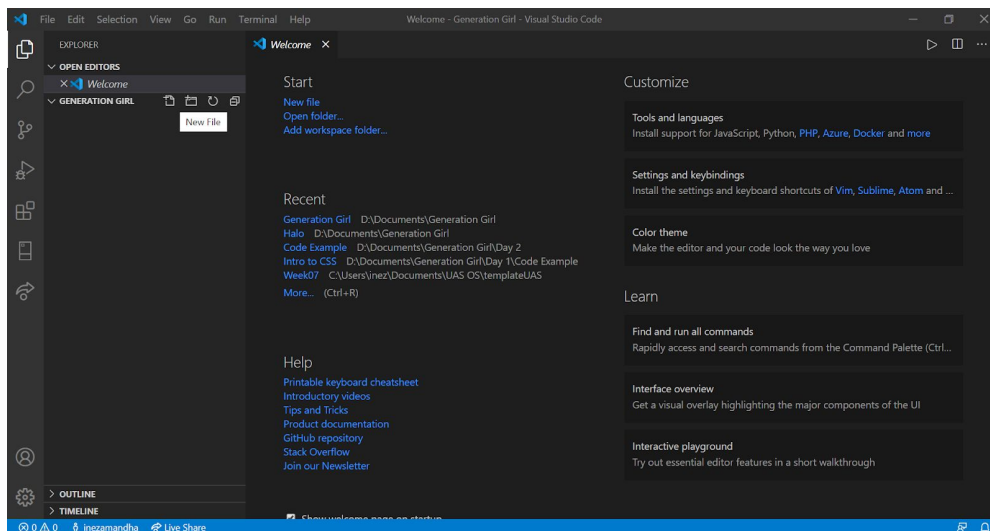 File Edit Selection View Go Run Terminal Help
Welcome - Generation Girl - Visual Studio Code
EXPLORER
OPEN EDITORS
Welcome
GENERATION GIRL
New File
Welcome
Start
New file
Open folder...
Add workspace folder...
Recent
Generation Girl D:\Documents\Generation Girl
Halo D:\Documents\Generation Girl
Code Example D:\Documents\Generation Girl\Day 2
Intro to CSS D:\Documents\Generation Girl\Day 1\Code Example
Week07 C:\Users\inez\Documents\UAS OS\templateUAS
More... (Ctrl+R)
Help
Printable keyboard cheatsheet
Introductory videos
Tips and Tricks
Product documentation
GitHub repository
Stack Overflow
Join our Newsletter
Show welcome page on startup
Customize
Tools and languages
Install support for JavaScript, Python, PHP, Azure, Docker and more
Settings and keybindings
Install the settings and keyboard shortcuts of Vim, Sublime, Atom and ...
Color theme
Make the editor and your code look the way you love
Learn
Find and run all commands
Rapidly access and search commands from the Command Palette (Ctrl...
Interface overview
Get a visual overlay highlighting the major components of the UI
Interactive playground
Try out essential editor features in a short walkthrough
OUTLINE
TIMELINE
0 0 inezamandha Live Share